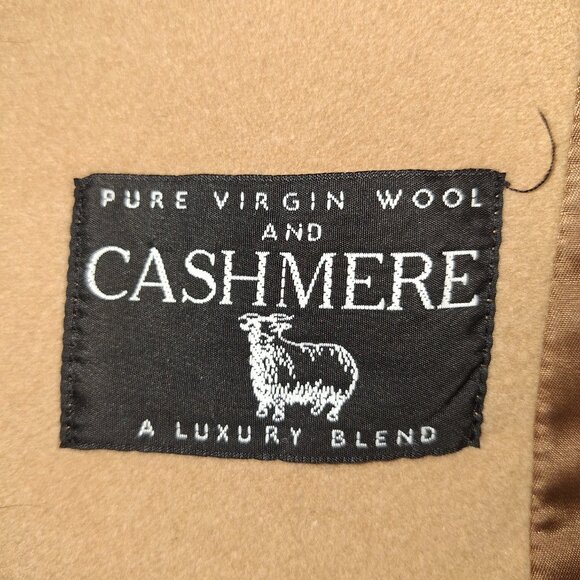 PURE VIRGIN WOOL
AND
CASHMERE
A LUXURY BLEND